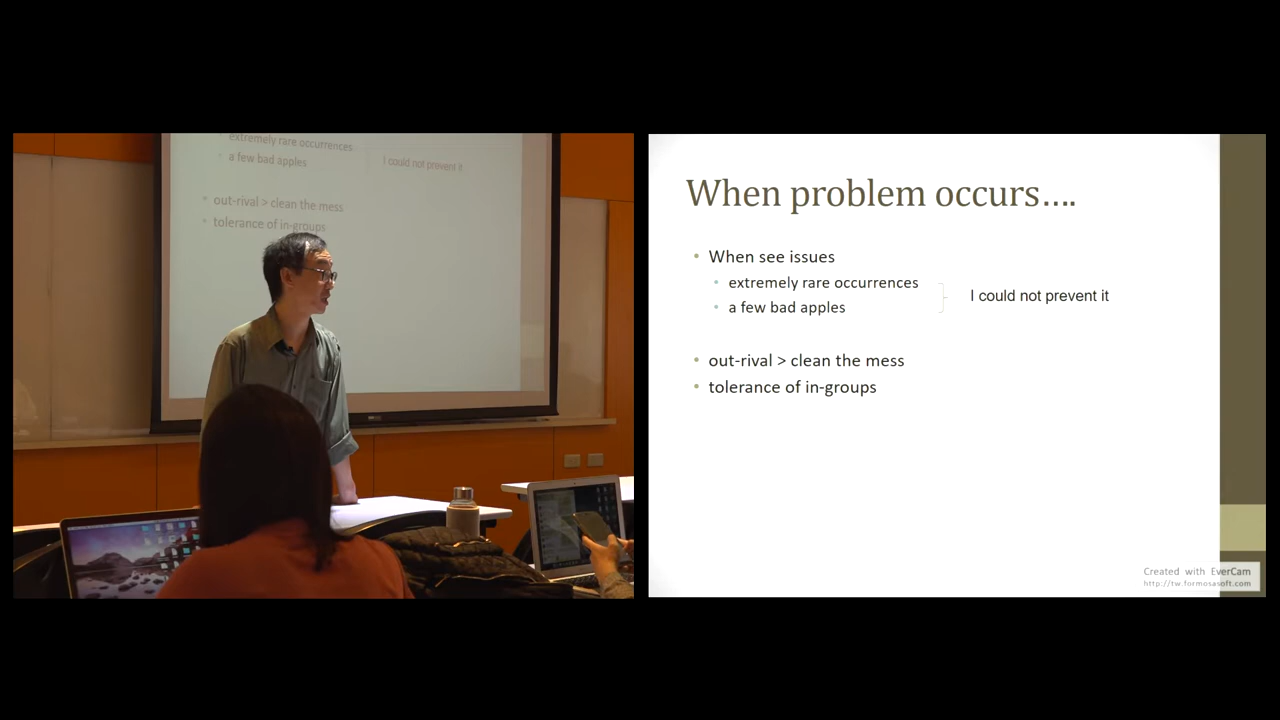 extremely rare occurrences
a few bad apples
I could not prevent it
out-rival > clean the mess
tolerance of in-groups
When problem occurs....
When see issues
extremely rare occurrences
a few bad apples
I could not prevent it
out-rival > clean the mess
tolerance of in-groups
Created with EverCam
http://tw.formosasoft.com